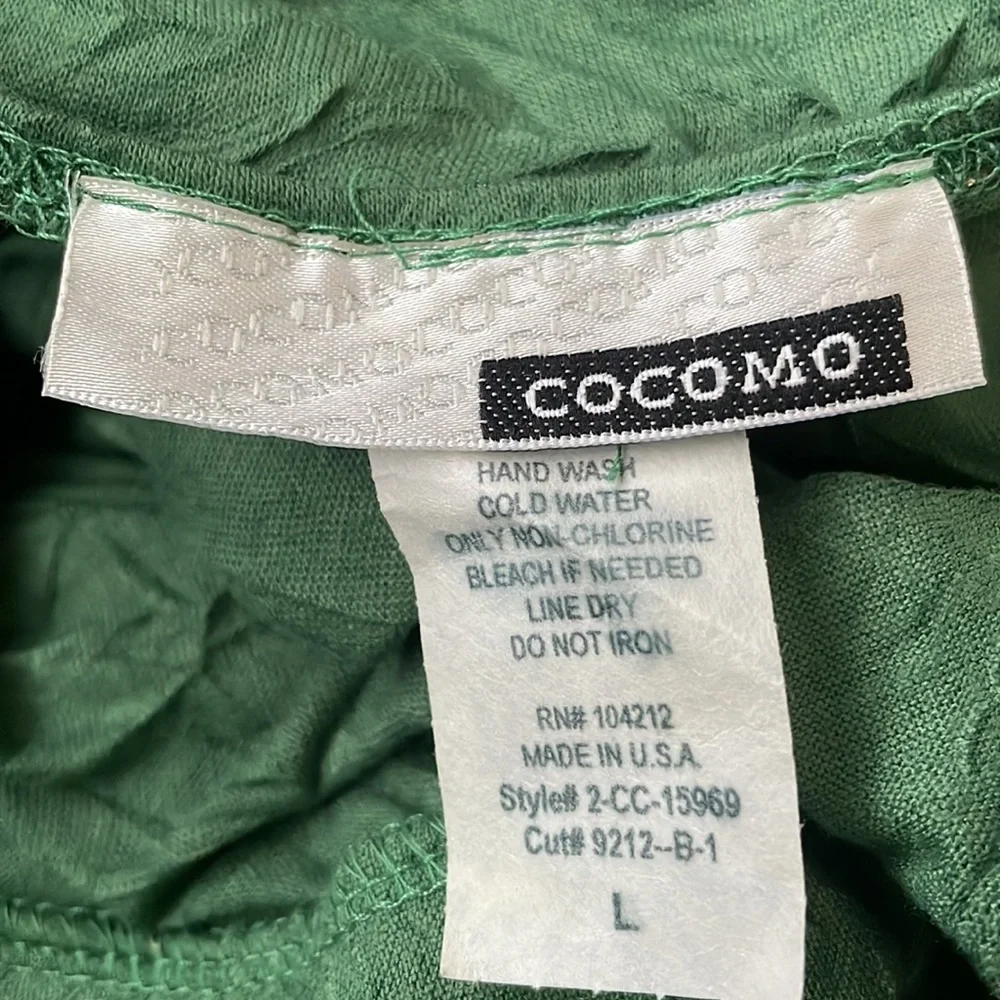 COCOMO
HAND WASH
COLD WATER
ONLY NON-CHLORINE
BLEACH IF NEEDED
LINE DRY
DO NOT IRON
RN# 104212
MADE IN U.S.A.
Style# 2-CC-15969
Cut# 9212--B-1
L